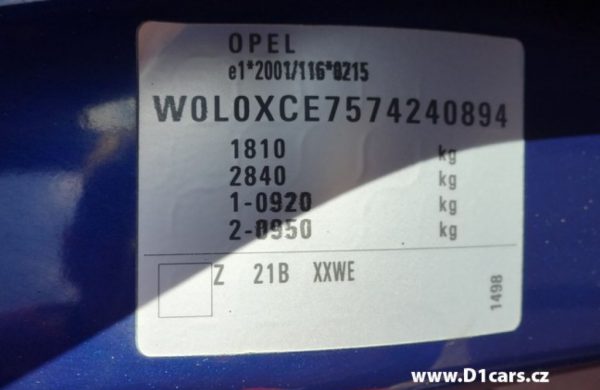 OPEL
e1*2001/116*0215
W0L0XCE7574240894
1810 kg
2840 kg
1-0920 kg
2-0950 kg
Z 21B XXWE
1498
www.D1cars.cz